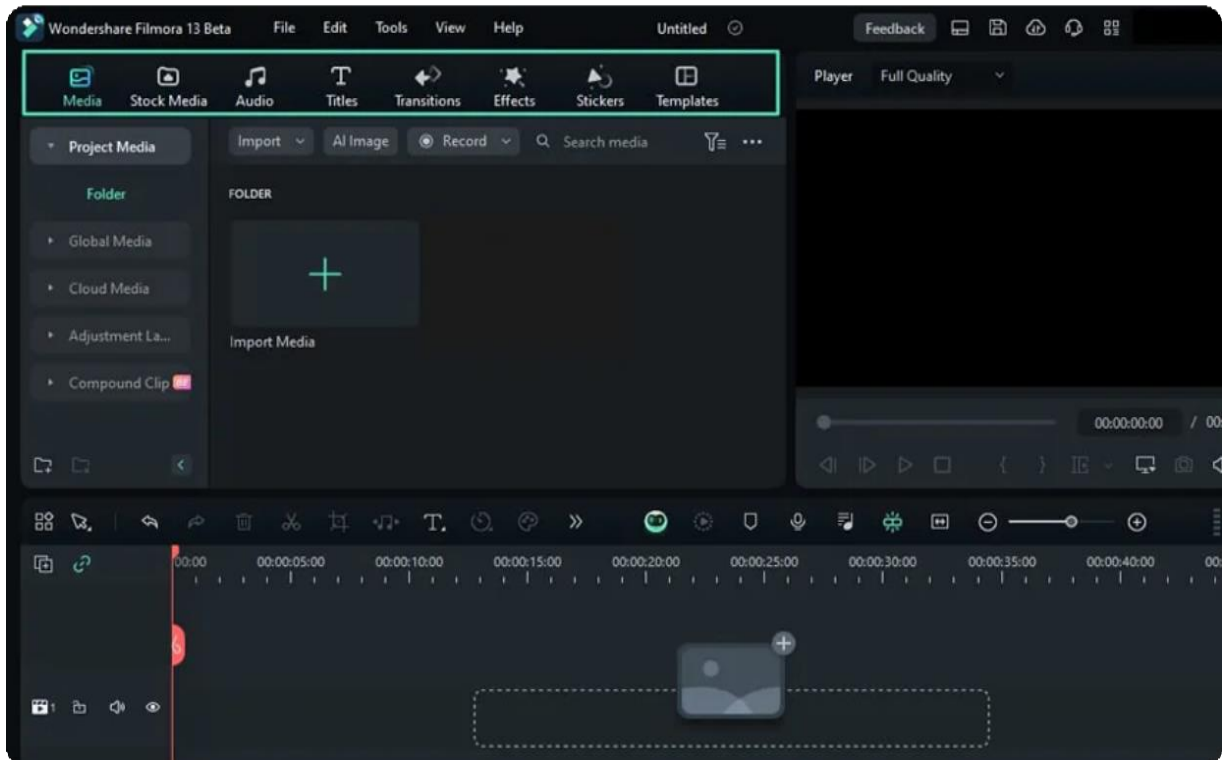 Wondershare Filmora 13 Beta File Edit Tools View Help Untitled Feedback
Media Stock Media Audio Titles Transitions Effects Stickers Templates
Player Full Quality
Project Media Import AI Image Record Search media
Folder FOLDER
Global Media
Cloud Media
Adjustment La... Import Media
Compound Clip
00:00:00:00 / 00:
00:00 00:00:05:00 00:00:10:00 00:00:15:00 00:00:20:00 00:00:25:00 00:00:30:00 00:00:35:00 00:00:40:00 00:
1